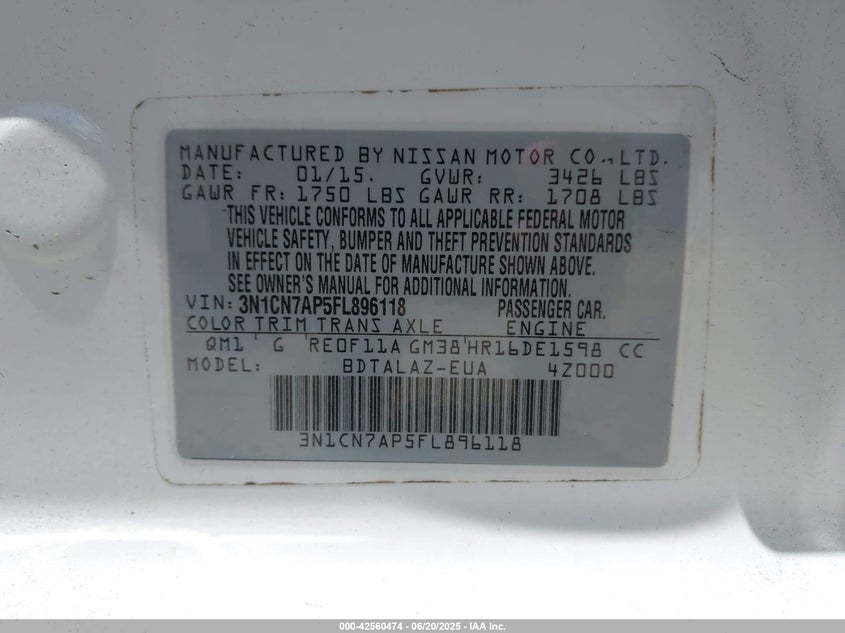 MANUFACTURED BY NISSAN MOTOR CO., LTD.
DATE: 01/15. GVWR: 3426 LBS
GAWR FR: 1750 LBS GAWR RR: 1708 LBS
THIS VEHICLE CONFORMS TO ALL APPLICABLE FEDERAL MOTOR
VEHICLE SAFETY, BUMPER AND THEFT PREVENTION STANDARDS
IN EFFECT ON THE DATE OF MANUFACTURE SHOWN ABOVE.
SEE OWNER'S MANUAL FOR ADDITIONAL INFORMATION.
VIN: 3N1CN7AP5FL896118 PASSENGER CAR.
COLOR TRIM TRANS AXLE ENGINE
QM1 G RE0F11A GM38 HR16DE1598 CC
MODEL: BDTALAZ-EUA 4Z000
3N1CN7AP5FL896118
000-42560474 - 06/20/2025 - IAA Inc.